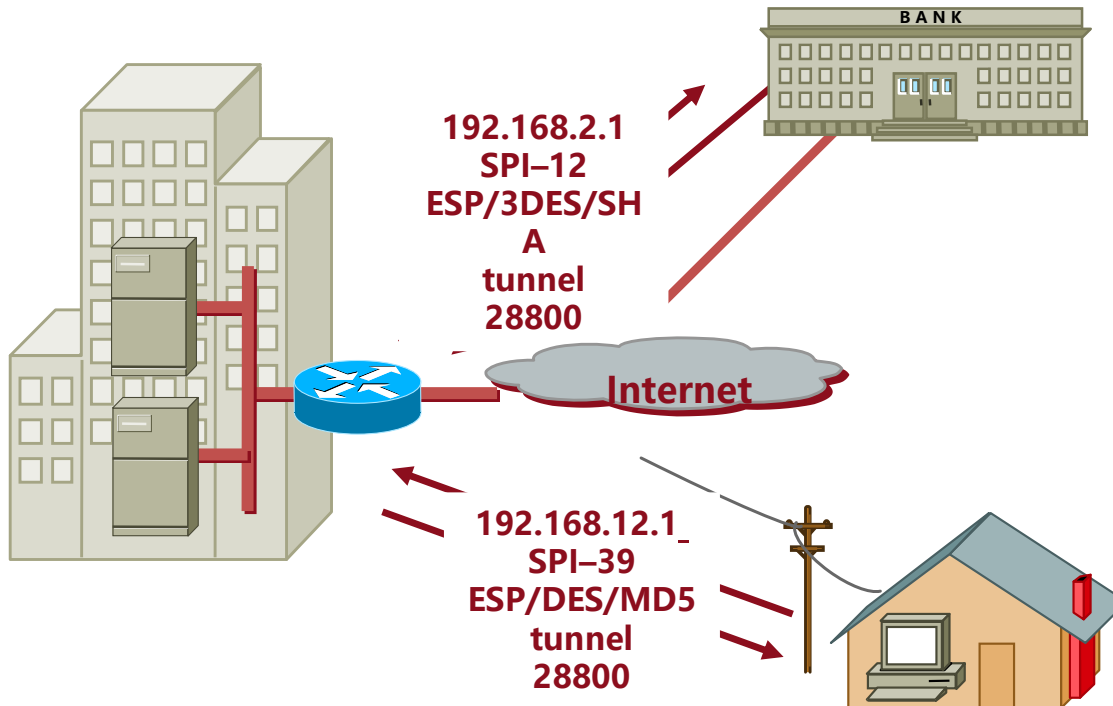 BANK
192.168.2.1
SPI–12
ESP/3DES/SH
A
tunnel
28800
Internet
192.168.12.1_
SPI–39
ESP/DES/MD5
tunnel
28800